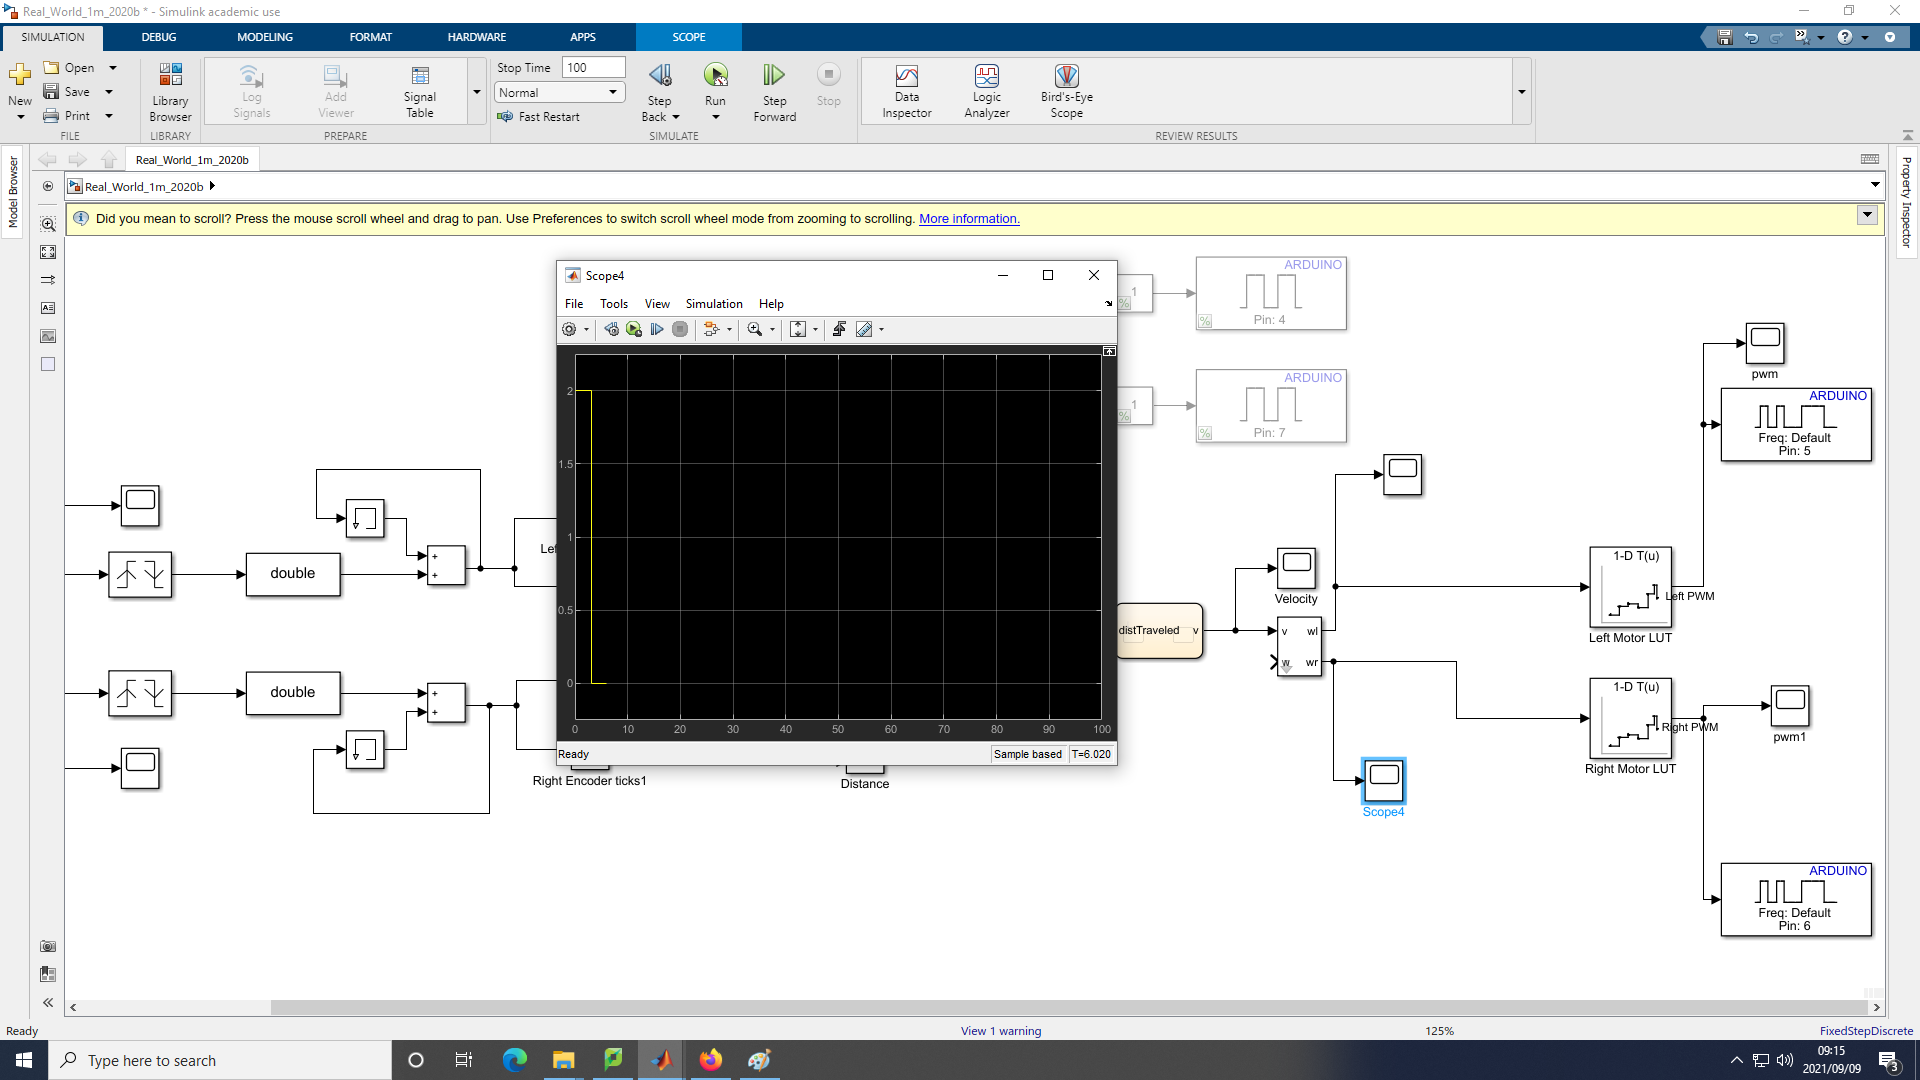 Real_World_1m_2020b * - Simulink academic use
SIMULATION DEBUG MODELING FORMAT HARDWARE APPS SCOPE
New
Open
Save
Print
FILE
Library
Browser
LIBRARY
Log
Signals
Add
Viewer
Signal
Table
PREPARE
Stop Time 100
Normal
Fast Restart
Step
Back
Run
Step
Forward
Stop
SIMULATE
Data
Inspector
Logic
Analyzer
Bird's-Eye
Scope
REVIEW RESULTS
Model Browser
Property Inspector
Real_World_1m_2020b
Real_World_1m_2020b
Did you mean to scroll? Press the mouse scroll wheel and drag to pan. Use Preferences to switch scroll wheel mode from zooming to scrolling. More information.
Scope4
File Tools View Simulation Help
2
1.5
1
0.5
0
0 10 20 30 40 50 60 70 80 90 100
Ready Sample based T=6.020
1
ARDUINO
%
%
Pin: 4
1
ARDUINO
%
%
Pin: 7
pwm
ARDUINO
Freq: Default
Pin: 5
double
+
+
Lef
double
+
+
Right Encoder ticks1
Distance
distTraveled v
Velocity
v wl
w wr
Scope4
1-D T(u)
Left PWM
Left Motor LUT
1-D T(u)
Right PWM
Right Motor LUT
pwm1
ARDUINO
Freq: Default
Pin: 6
Ready View 1 warning 125% FixedStepDiscrete
Type here to search
09:15
2021/09/09
3